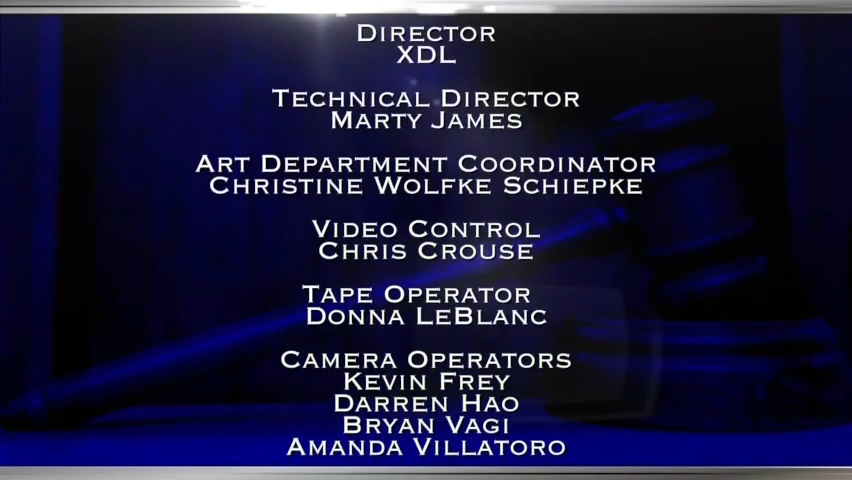 Director
XDL
Technical Director
Marty James
Art Department Coordinator
Christine Wolfke Schiepke
Video Control
Chris Crouse
Tape Operator
Donna LeBlanc
Camera Operators
Kevin Frey
Darren Hao
Bryan Vagi
Amanda Villatoro